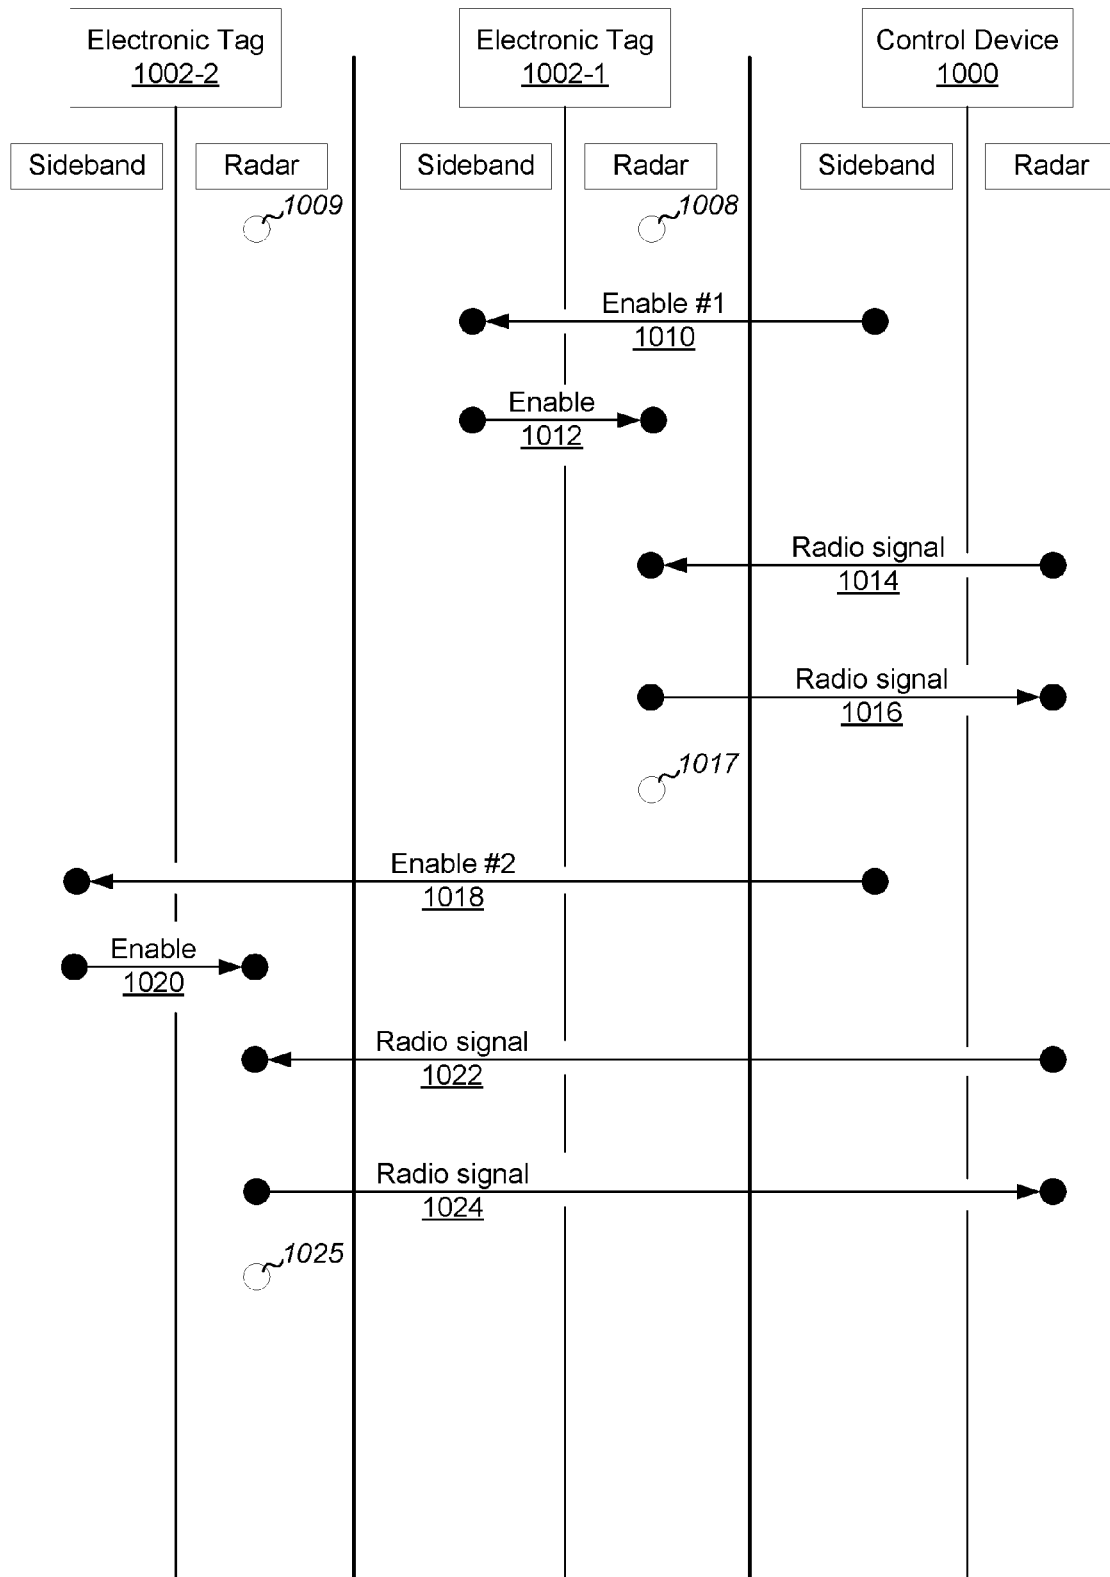 Electronic Tag
1002-2
Electronic Tag
1002-1
Control Device
1000
Sideband
Radar
Sideband
Radar
Sideband
Radar
1009
1008
Enable #1
1010
Enable
1012
Radio signal
1014
Radio signal
1016
1017
Enable #2
1018
Enable
1020
Radio signal
1022
Radio signal
1024
1025